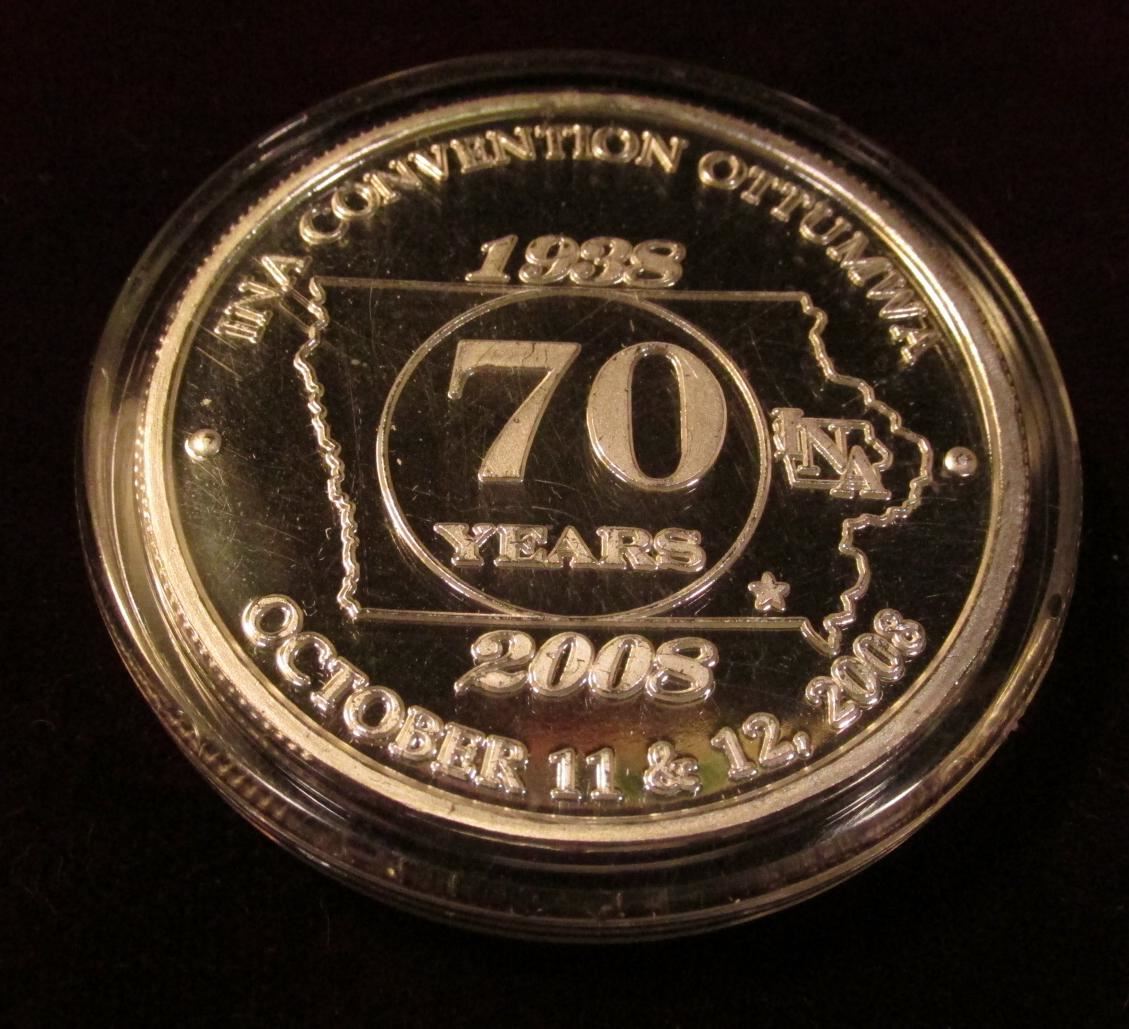 INA CONVENTION OTTUMWA
1938
70
YEARS
INA
2008
OCTOBER 11 & 12, 2008